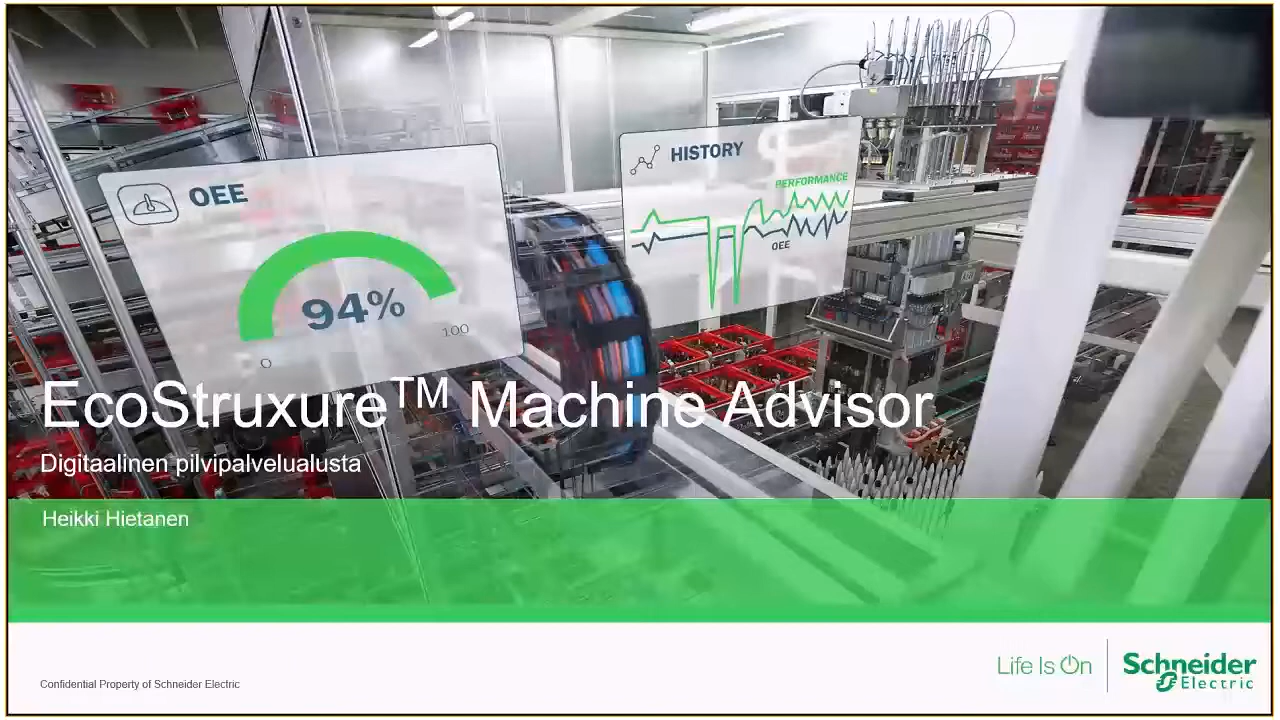 OEE
94%
0
100
HISTORY
PERFORMANCE
OEE
EcoStruxure™ Machine Advisor
Digitaalinen pilvipalvelualusta
Heikki Hietanen
Confidential Property of Schneider Electric
Life Is On
Schneider
Electric